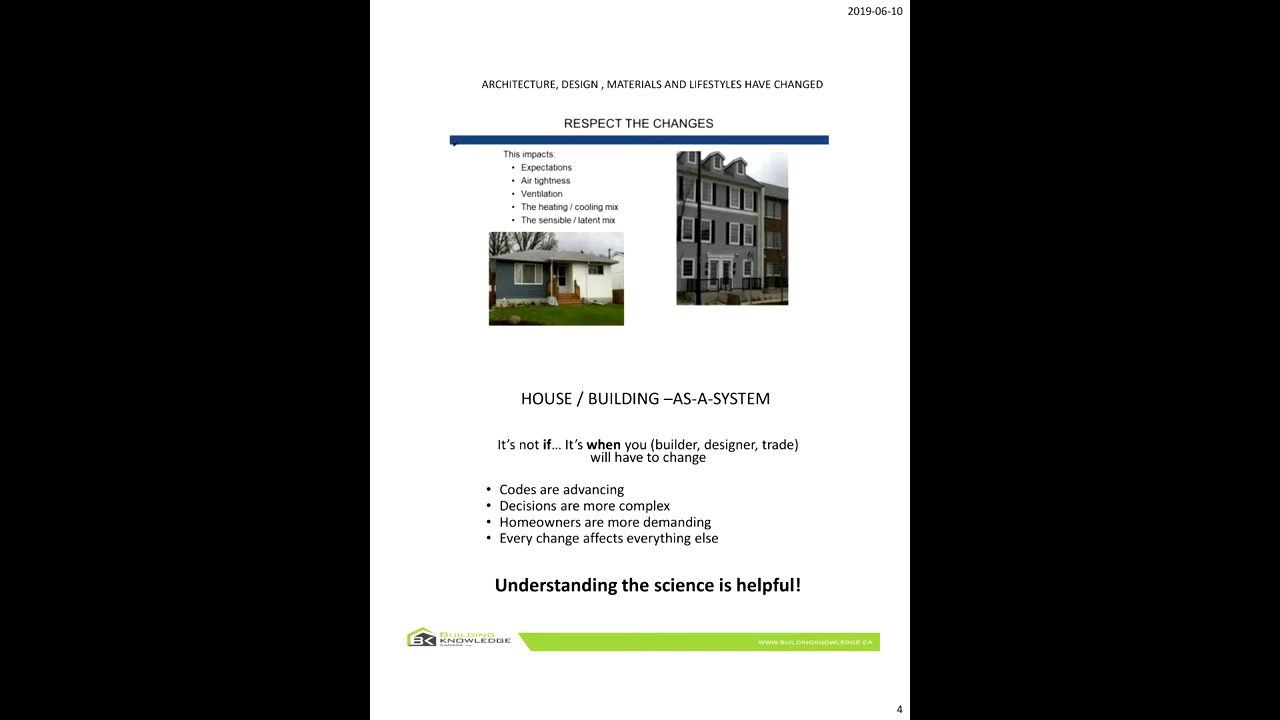 2019-06-10
ARCHITECTURE, DESIGN , MATERIALS AND LIFESTYLES HAVE CHANGED
RESPECT THE CHANGES
This impacts:
• Expectations
• Air tightness
• Ventilation
• The heating / cooling mix
• The sensible / latent mix
HOUSE / BUILDING –AS-A-SYSTEM
It's not if... It's when you (builder, designer, trade)
will have to change
• Codes are advancing
• Decisions are more complex
• Homeowners are more demanding
• Every change affects everything else
Understanding the science is helpful!
BK
BUILDING
KNOWLEDGE
CANADA INC.
WWW.BUILDINGKNOWLEDGE.CA
4